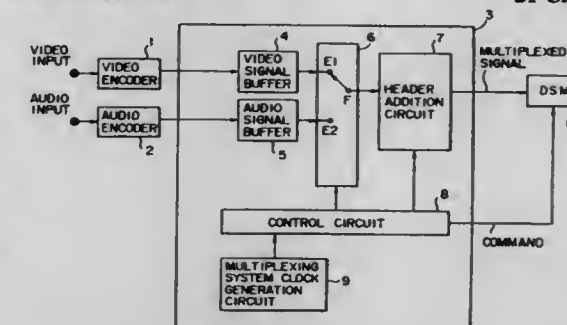 3
VIDEO
INPUT
1
VIDEO
ENCODER
4
VIDEO
SIGNAL
BUFFER
6
E1
F
E2
7
HEADER
ADDITION
CIRCUIT
MULTIPLEXED
SIGNAL
DSM
AUDIO
INPUT
AUDIO
ENCODER
2
AUDIO
SIGNAL
BUFFER
5
8
CONTROL CIRCUIT
COMMAND
MULTIPLEXING
SYSTEM CLOCK
GENERATION
CIRCUIT
9